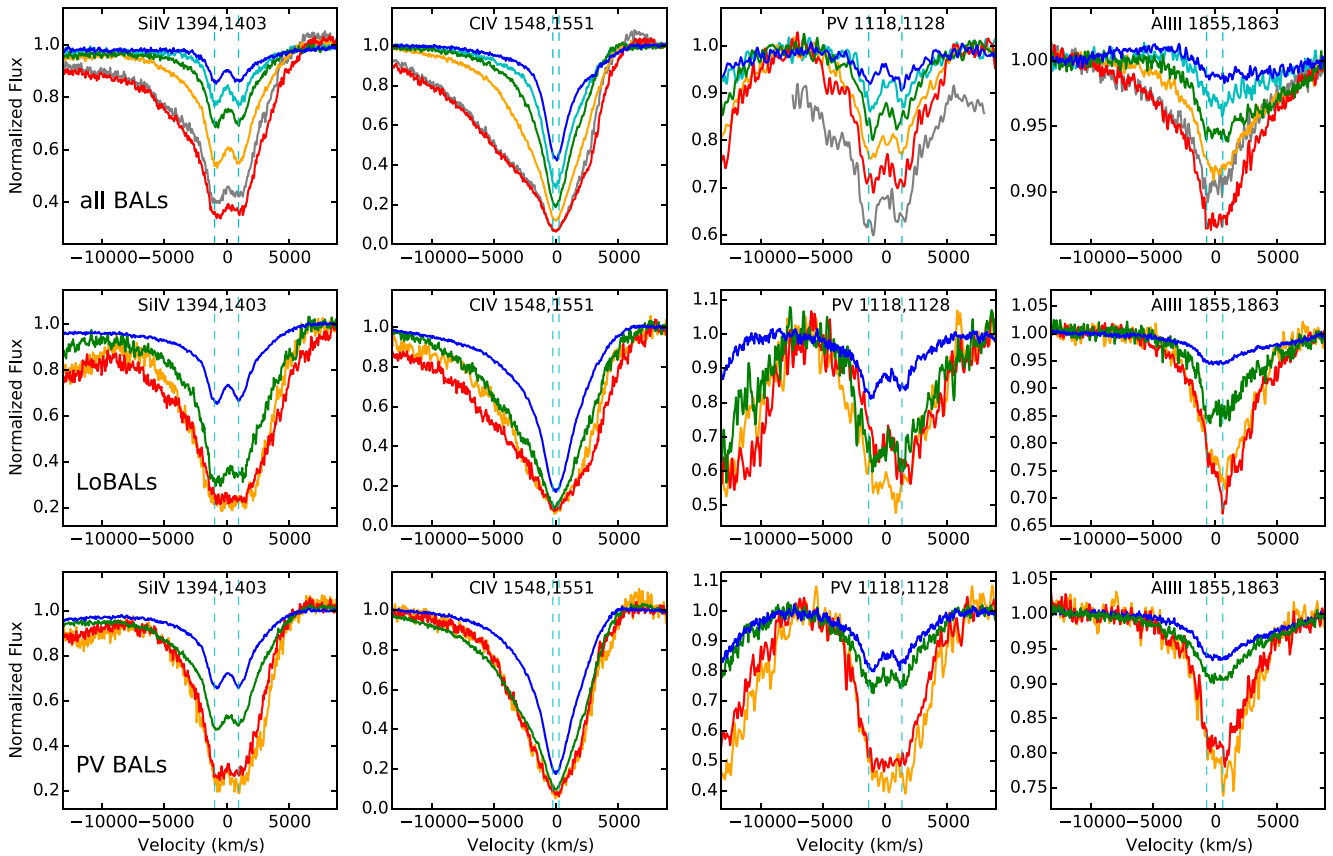 SiIV 1394,1403
CIV 1548,1551
PV 1118,1128
AlIII 1855,1863
Normalized Flux
1.0
0.8
0.6
0.4
all BALs
−10000 −5000 0 5000
1.0
0.8
0.6
0.4
0.2
0.0
−10000 −5000 0 5000
1.0
0.9
0.8
0.7
0.6
−10000 −5000 0 5000
1.00
0.95
0.90
−10000 −5000 0 5000
SiIV 1394,1403
CIV 1548,1551
PV 1118,1128
AlIII 1855,1863
Normalized Flux
1.0
0.8
0.6
0.4
0.2
LoBALs
−10000 −5000 0 5000
1.0
0.8
0.6
0.4
0.2
0.0
−10000 −5000 0 5000
1.1
1.0
0.9
0.8
0.7
0.6
0.5
−10000 −5000 0 5000
1.05
1.00
0.95
0.90
0.85
0.80
0.75
0.70
0.65
−10000 −5000 0 5000
SiIV 1394,1403
CIV 1548,1551
PV 1118,1128
AlIII 1855,1863
Normalized Flux
1.0
0.8
0.6
0.4
0.2
PV BALs
−10000 −5000 0 5000
Velocity (km/s)
1.0
0.8
0.6
0.4
0.2
0.0
−10000 −5000 0 5000
Velocity (km/s)
1.1
1.0
0.9
0.8
0.7
0.6
0.5
0.4
−10000 −5000 0 5000
Velocity (km/s)
1.05
1.00
0.95
0.90
0.85
0.80
0.75
−10000 −5000 0 5000
Velocity (km/s)